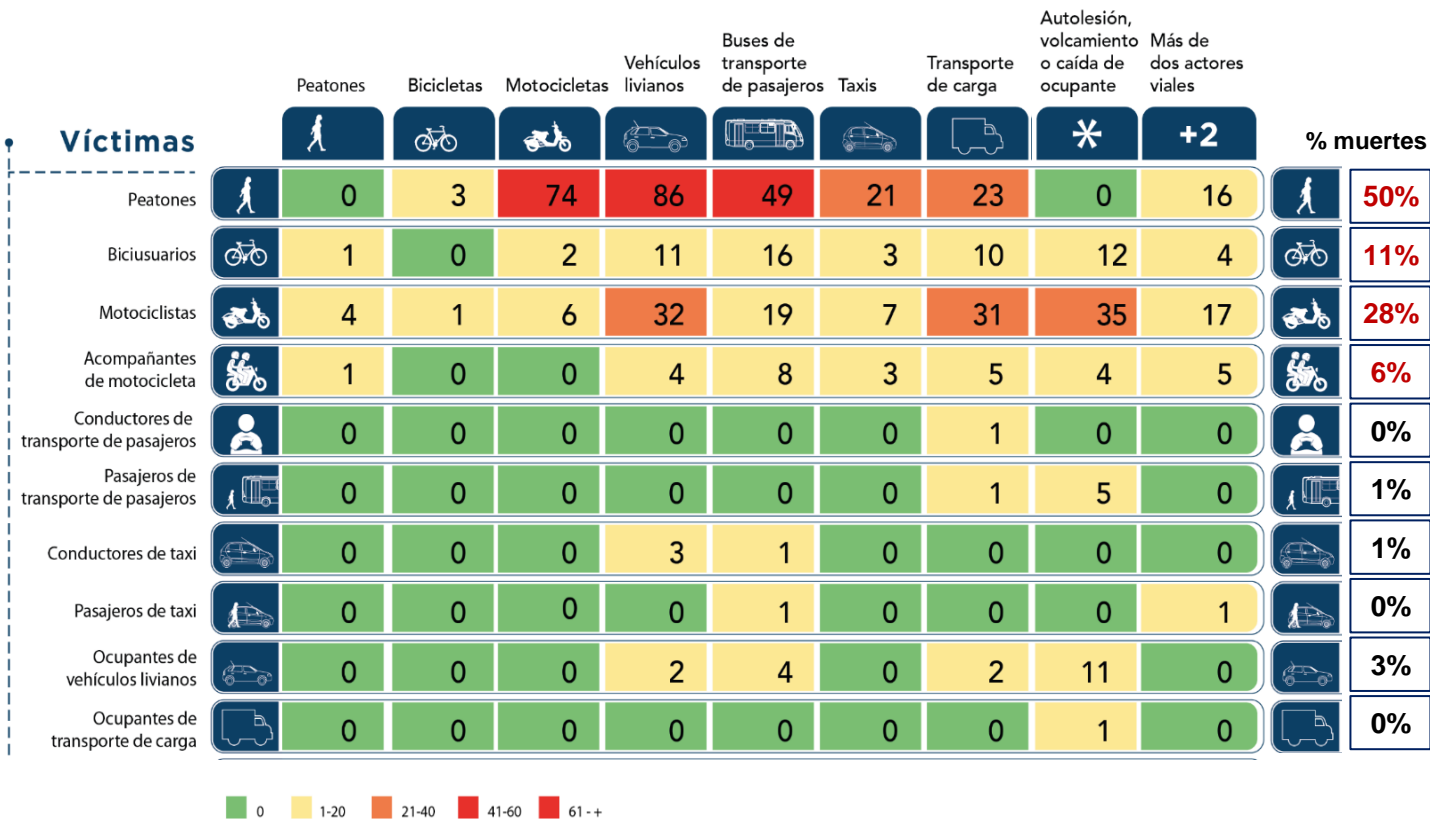 Peatones
Bicicletas
Motocicletas
Vehículos
livianos
Buses de
transporte
de pasajeros
Taxis
Transporte
de carga
Autolesión,
volcamiento
o caída de
ocupante
Más de
dos actores
viales
Víctimas
* +2
% muertes
Peatones 0 3 74 86 49 21 23 0 16 50%
Biciusuarios 1 0 2 11 16 3 10 12 4 11%
Motociclistas 4 1 6 32 19 7 31 35 17 28%
Acompañantes
de motocicleta 1 0 0 4 8 3 5 4 5 6%
Conductores de
transporte de pasajeros 0 0 0 0 0 0 1 0 0 0%
Pasajeros de
transporte de pasajeros 0 0 0 0 0 0 1 5 0 1%
Conductores de taxi 0 0 0 3 1 0 0 0 0 1%
Pasajeros de taxi 0 0 0 0 1 0 0 0 1 0%
Ocupantes de
vehículos livianos 0 0 0 2 4 0 2 11 0 3%
Ocupantes de
transporte de carga 0 0 0 0 0 0 0 1 0 0%
0 1-20 21-40 41-60 61 - +